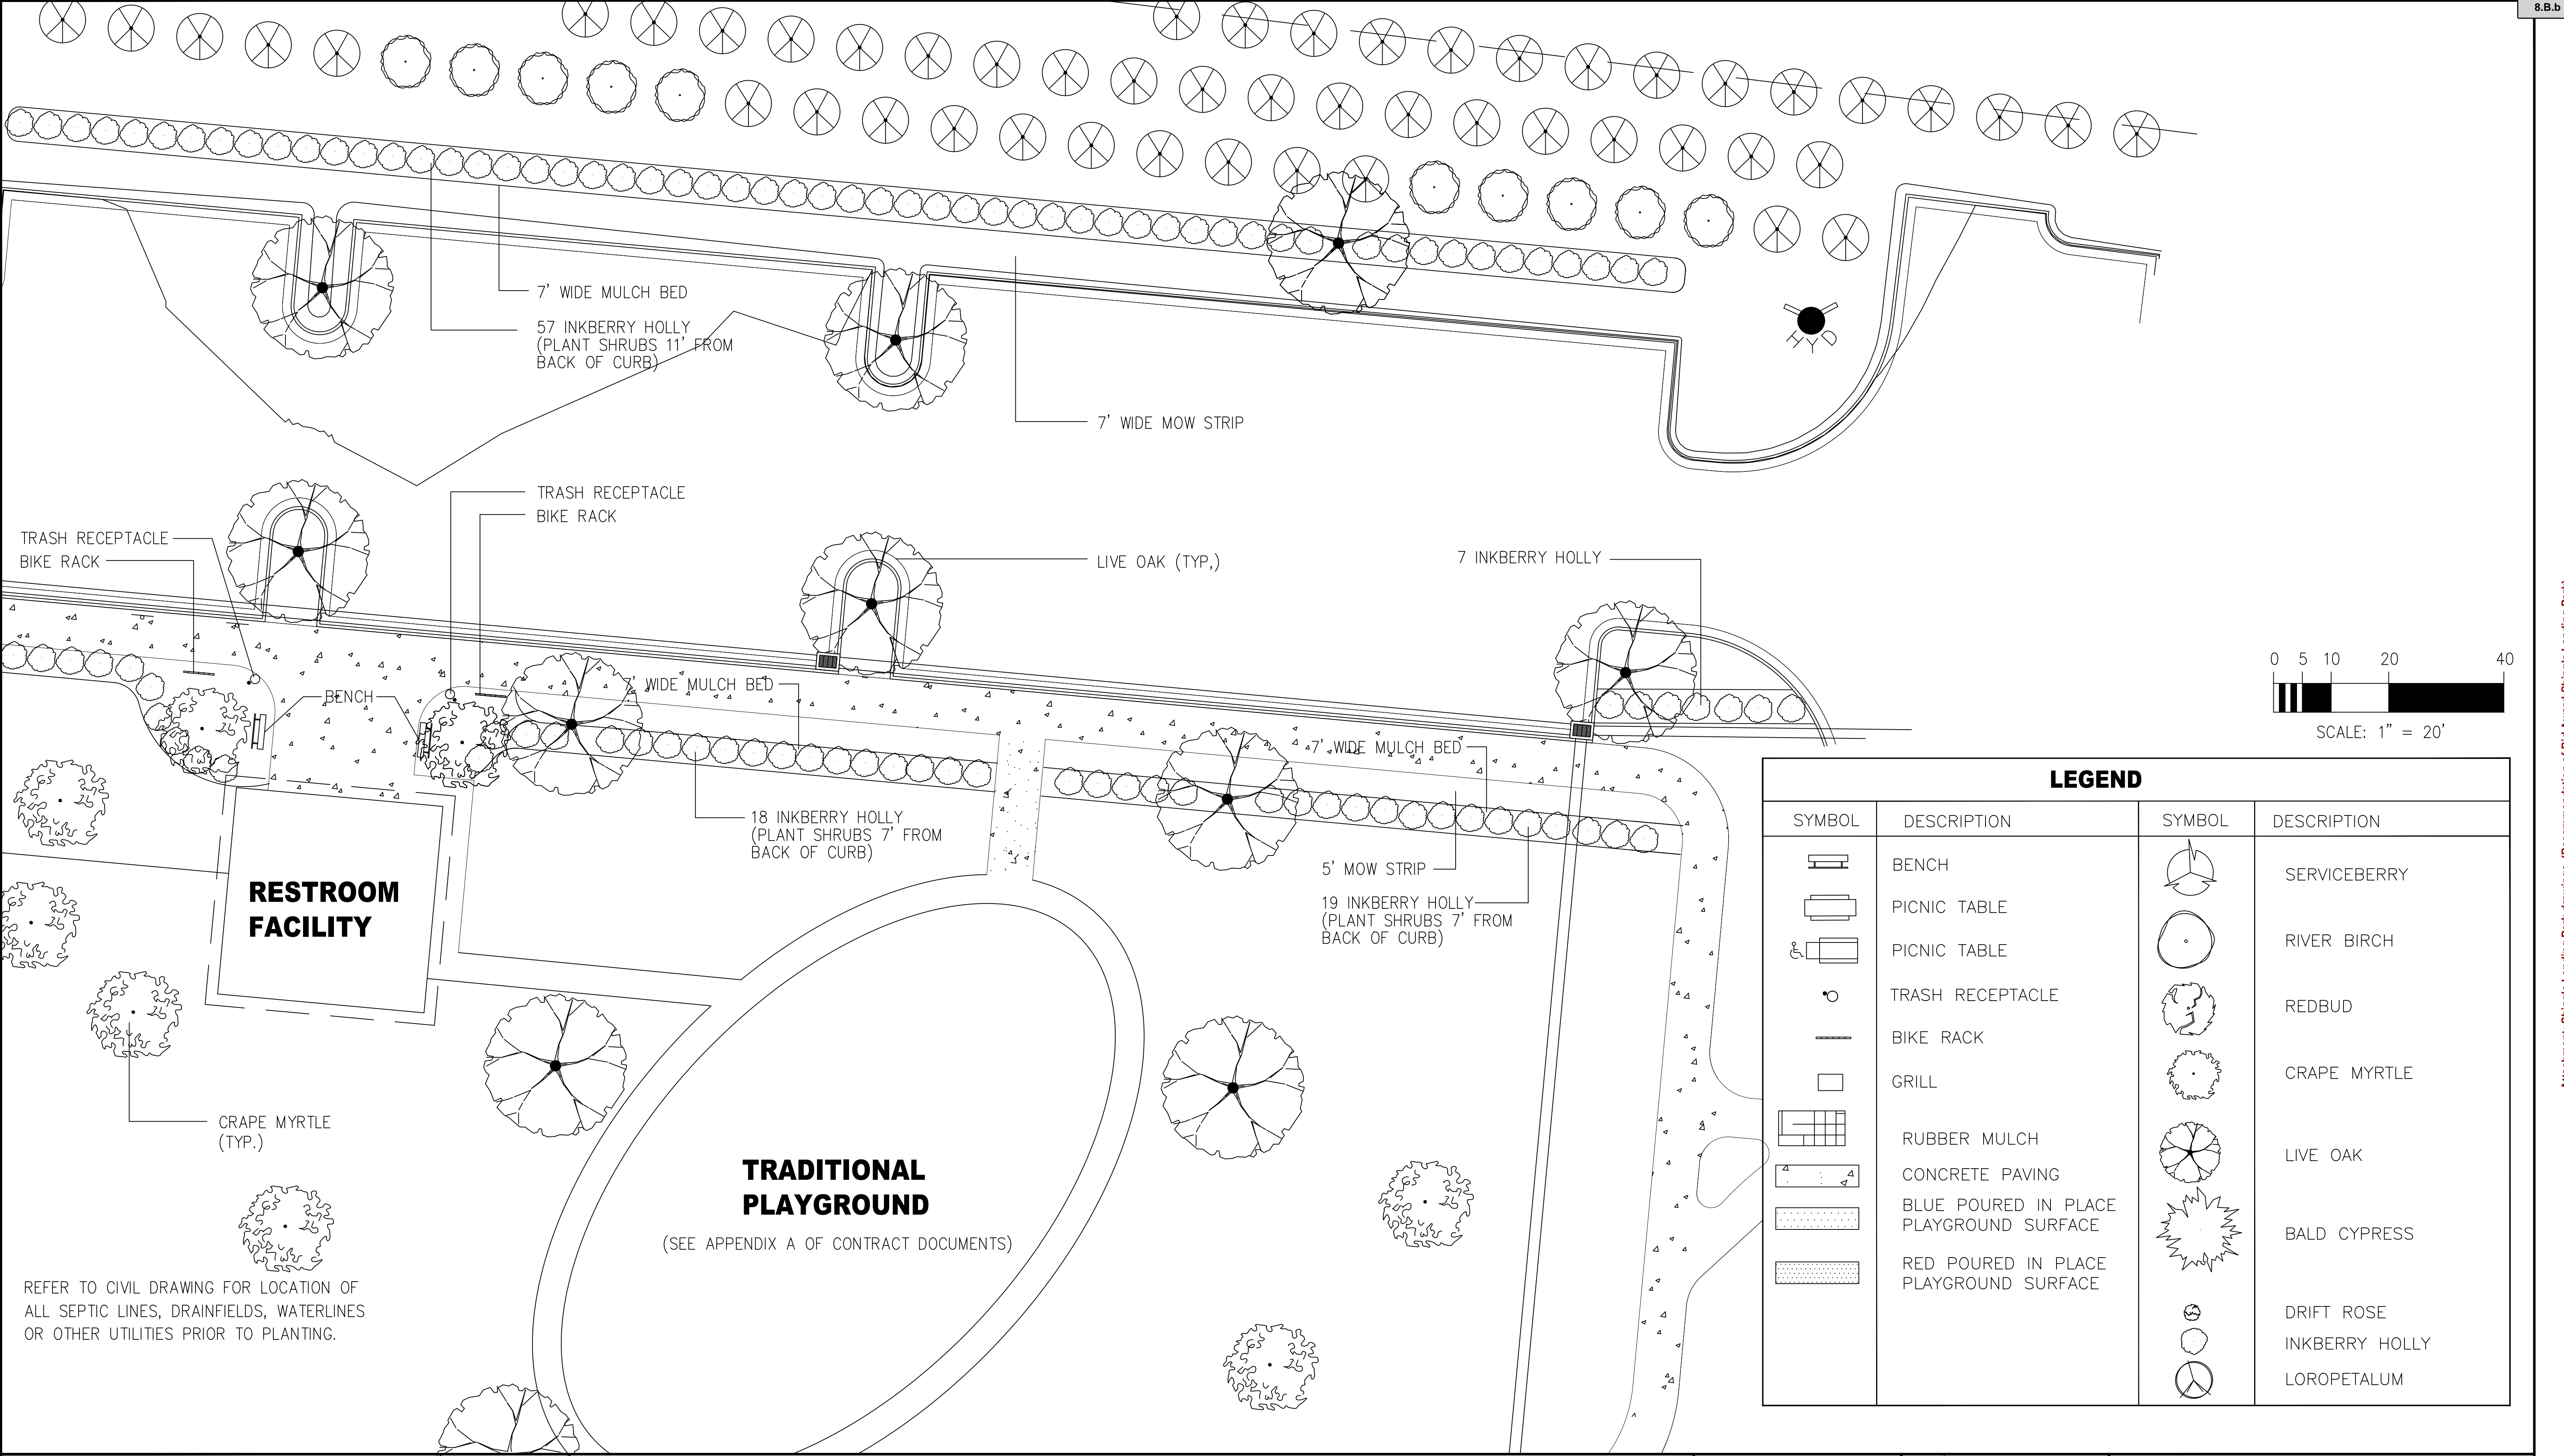 8.B.b
7' WIDE MULCH BED
57 INKBERRY HOLLY
(PLANT SHRUBS 11' FROM
BACK OF CURB)
HYD
7' WIDE MOW STRIP
TRASH RECEPTACLE
BIKE RACK
TRASH RECEPTACLE
BIKE RACK
LIVE OAK (TYP,)
7 INKBERRY HOLLY
BENCH
7' WIDE MULCH BED
7' WIDE MULCH BED
18 INKBERRY HOLLY
(PLANT SHRUBS 7' FROM
BACK OF CURB)
5' MOW STRIP
19 INKBERRY HOLLY
(PLANT SHRUBS 7' FROM
BACK OF CURB)
RESTROOM
FACILITY
CRAPE MYRTLE
(TYP.)
TRADITIONAL
PLAYGROUND
(SEE APPENDIX A OF CONTRACT DOCUMENTS)
REFER TO CIVIL DRAWING FOR LOCATION OF
ALL SEPTIC LINES, DRAINFIELDS, WATERLINES
OR OTHER UTILITIES PRIOR TO PLANTING.
0 5 10 20 40
SCALE: 1" = 20'
LEGEND
SYMBOL DESCRIPTION SYMBOL DESCRIPTION
BENCH
PICNIC TABLE
PICNIC TABLE
TRASH RECEPTACLE
BIKE RACK
GRILL
RUBBER MULCH
CONCRETE PAVING
BLUE POURED IN PLACE
PLAYGROUND SURFACE
RED POURED IN PLACE
PLAYGROUND SURFACE
SERVICEBERRY
RIVER BIRCH
REDBUD
CRAPE MYRTLE
LIVE OAK
BALD CYPRESS
DRIFT ROSE
INKBERRY HOLLY
LOROPETALUM